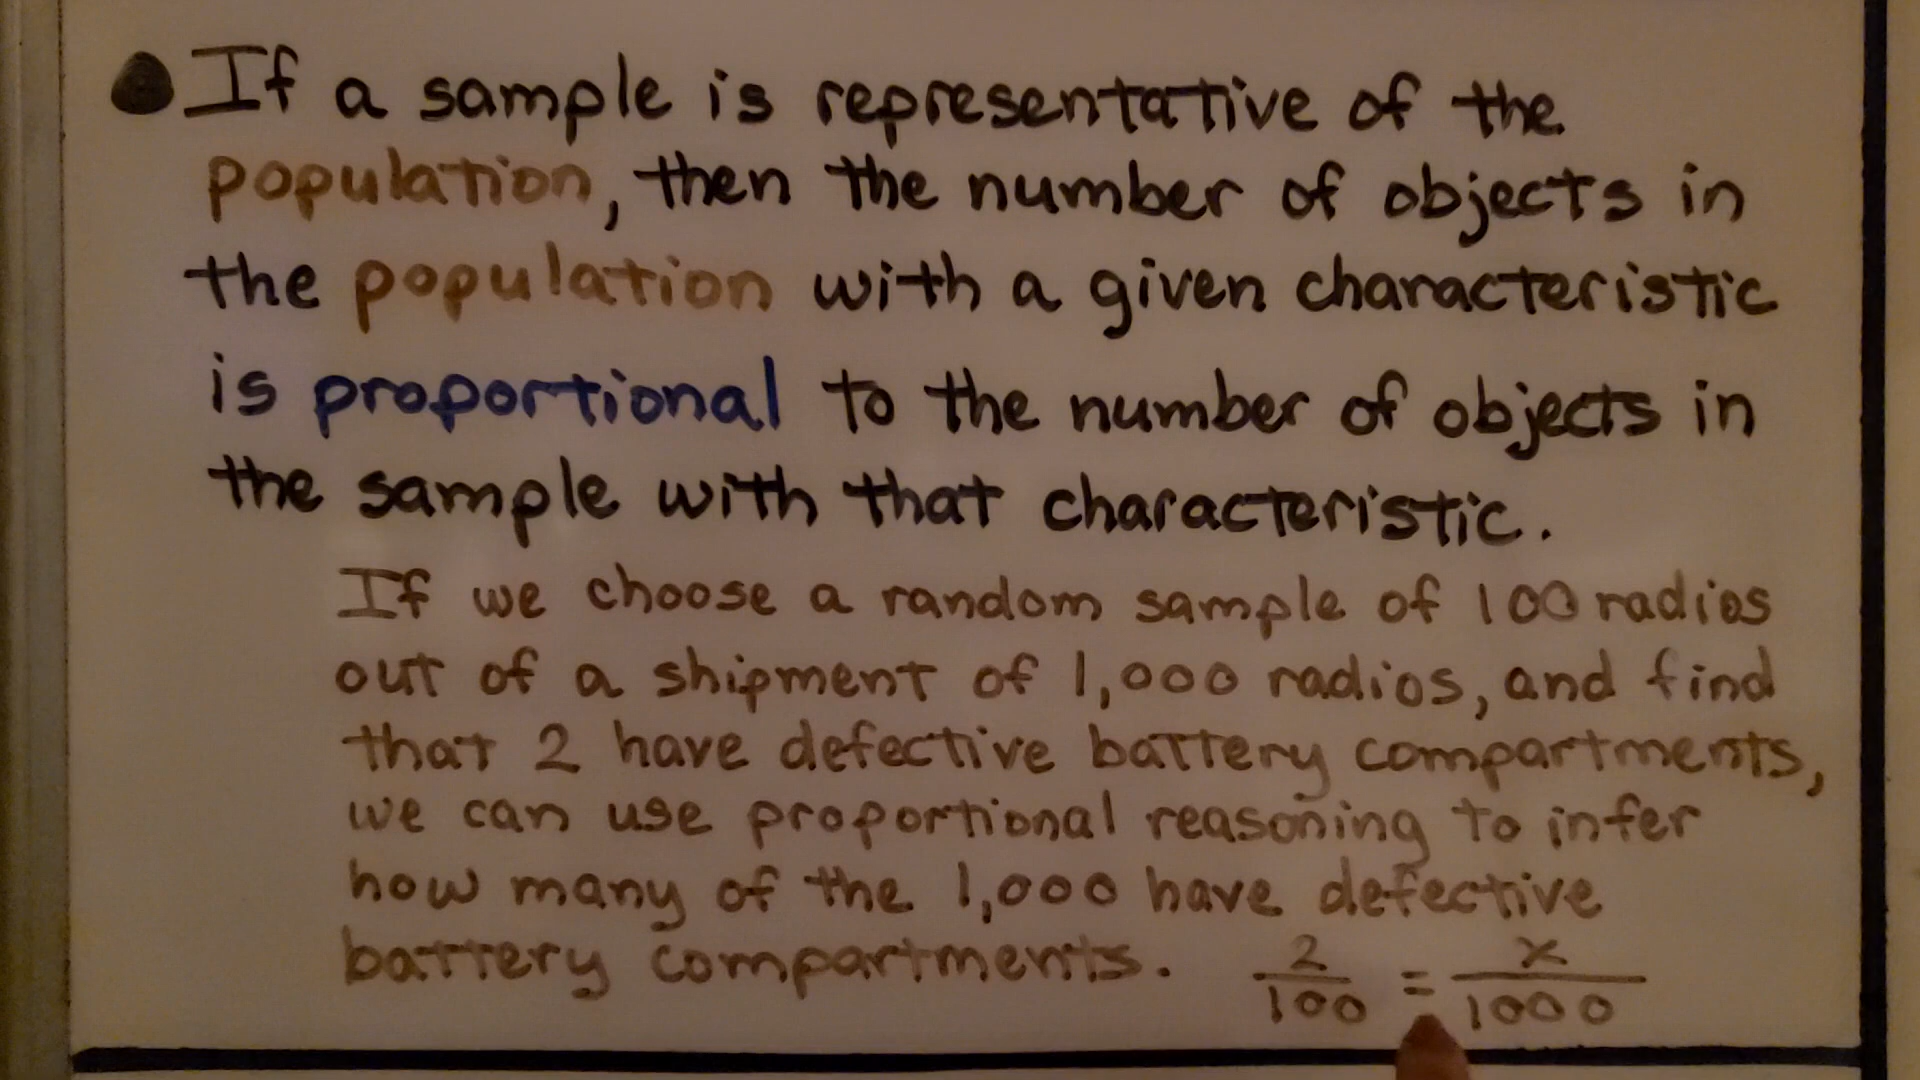 If a sample is representative of the
population, then the number of objects in
the population with a given characteristic
is proportional to the number of objects in
the sample with that characteristic.
If we choose a random sample of 100 radios
out of a shipment of 1,000 radios, and find
that 2 have defective battery compartments,
we can use proportional reasoning to infer
how many of the 1,000 have defective
battery compartments. 2/100 = x/1000